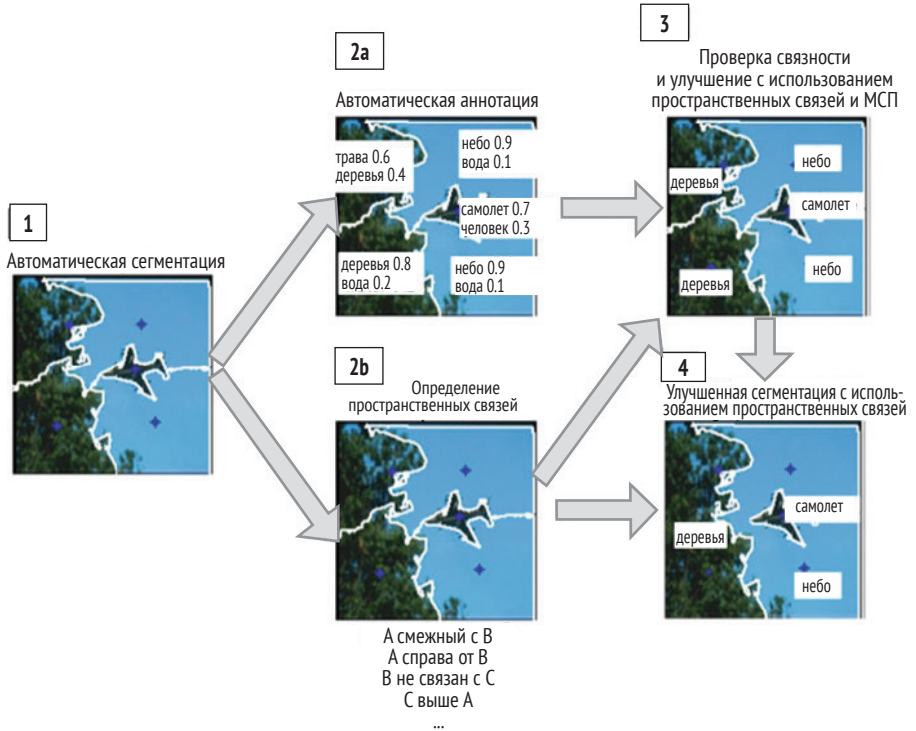 1
Автоматическая сегментация
2a
Автоматическая аннотация
трава 0.6
деревья 0.4
небо 0.9
вода 0.1
самолет 0.7
человек 0.3
деревья 0.8
вода 0.2
небо 0.9
вода 0.1
2b
Определение
пространственных связей
A смежный с B
A справа от B
B не связан с C
C выше A
...
3
Проверка связности
и улучшение с использованием
пространственных связей и МСП
небо
деревья
самолет
небо
деревья
4
Улучшенная сегментация с исполь-
зованием пространственных связей
самолет
деревья
небо